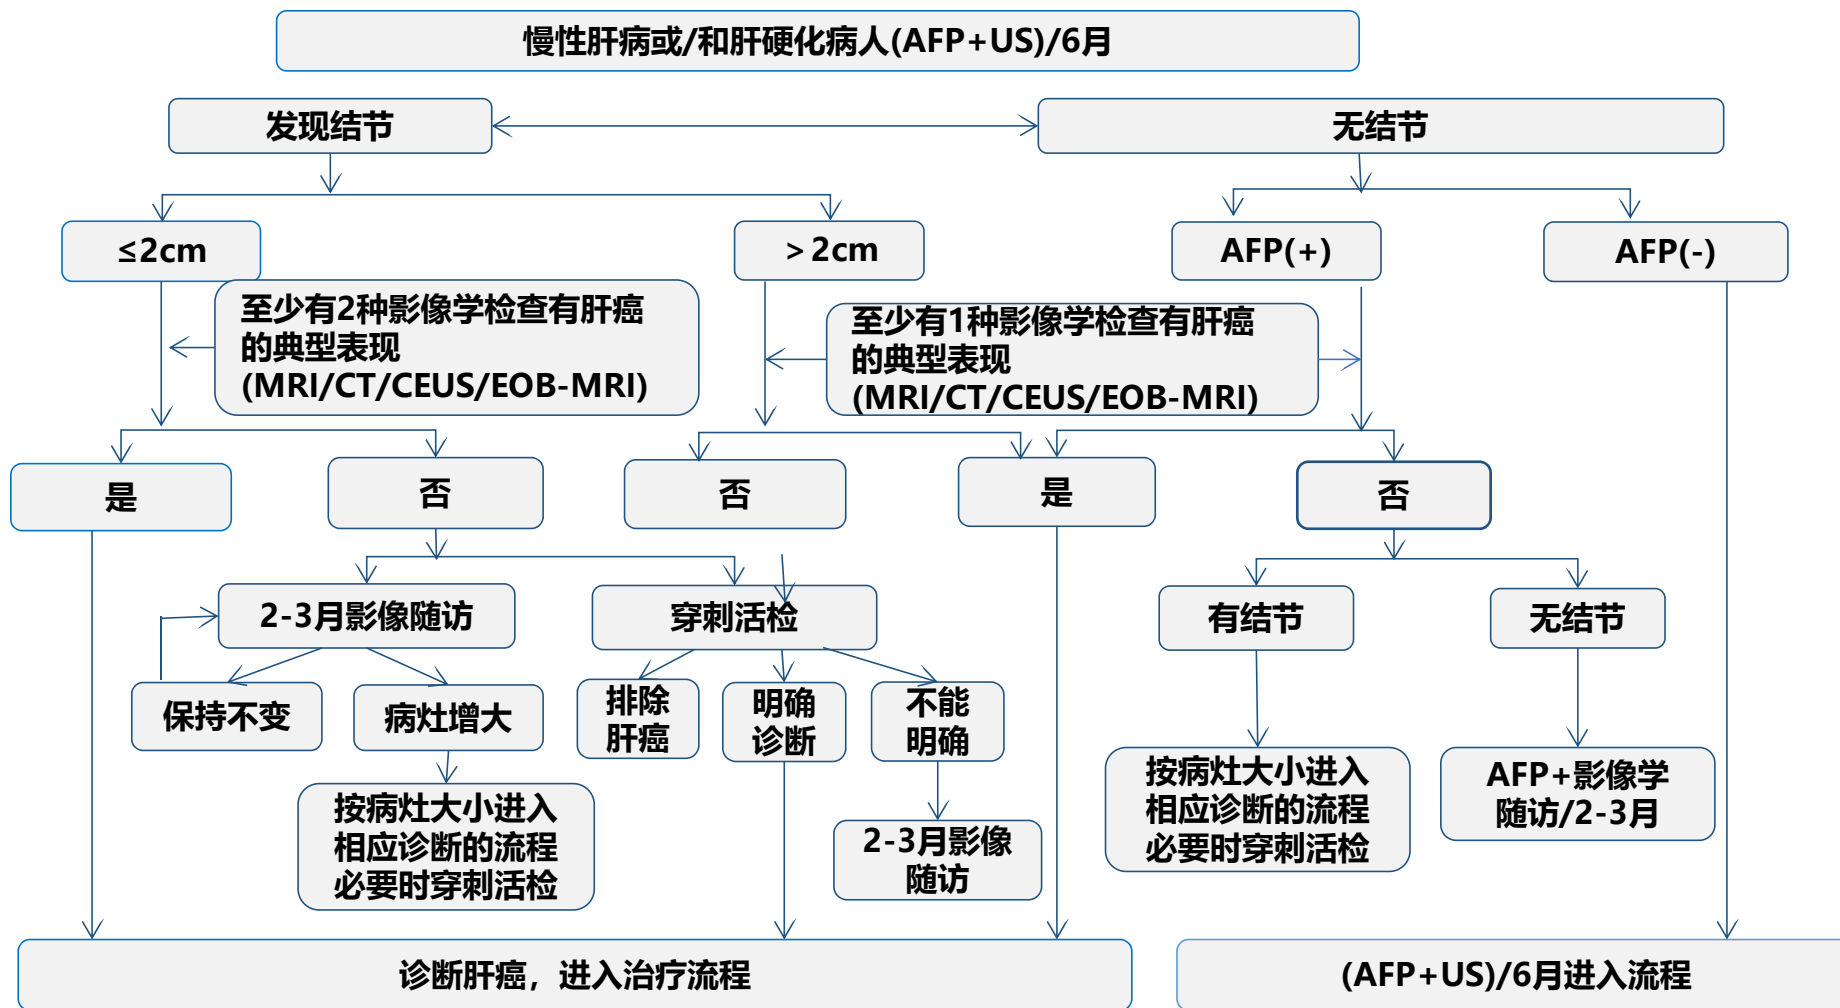 慢性肝病或/和肝硬化病人(AFP+US)/6月
发现结节
无结节
≤2cm
>2cm
AFP(+)
AFP(-)
至少有2种影像学检查有肝癌
的典型表现
(MRI/CT/CEUS/EOB-MRI)
至少有1种影像学检查有肝癌
的典型表现
(MRI/CT/CEUS/EOB-MRI)
是
否
否
是
否
2-3月影像随访
穿刺活检
有结节
无结节
保持不变
病灶增大
排除
肝癌
明确
诊断
不能
明确
按病灶大小进入
相应诊断的流程
必要时穿刺活检
2-3月影像
随访
按病灶大小进入
相应诊断的流程
必要时穿刺活检
AFP+影像学
随访/2-3月
诊断肝癌，进入治疗流程
(AFP+US)/6月进入流程